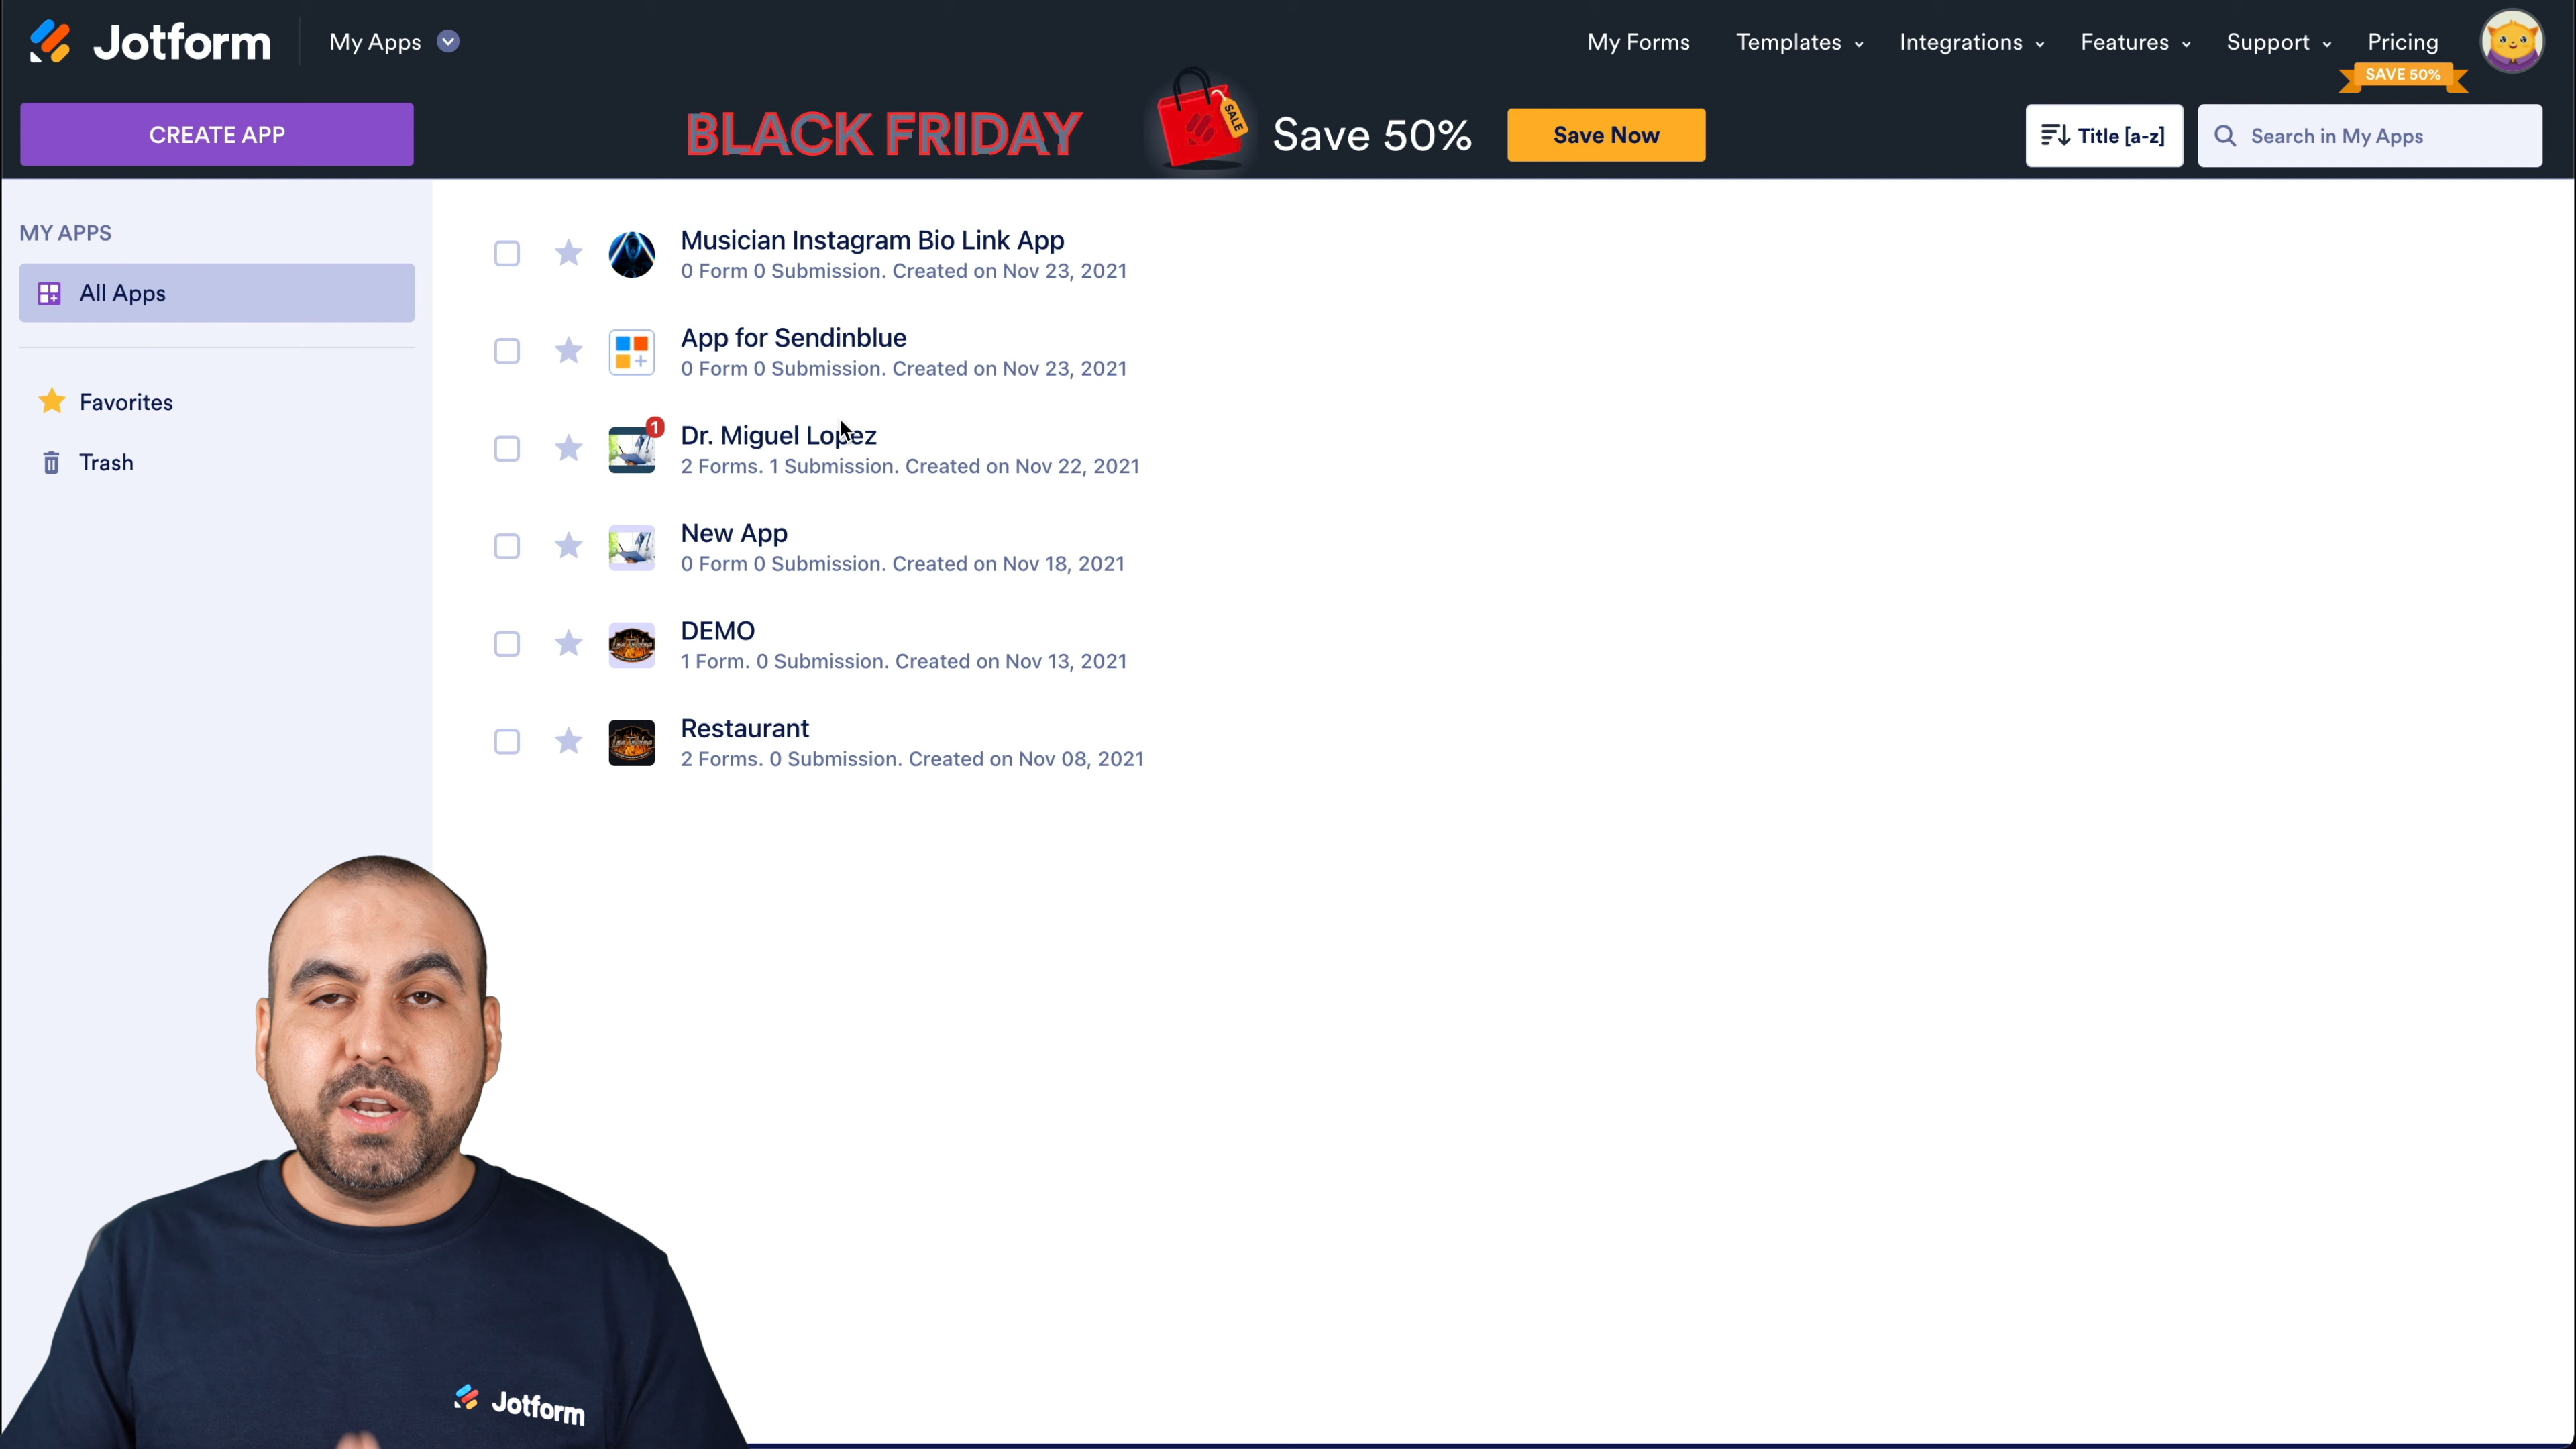 Jotform
My Apps
My Forms
Templates
Integrations
Features
Support
Pricing
SAVE 50%
CREATE APP
BLACK FRIDAY
SALE
Save 50%
Save Now
Title [a-z]
Search in My Apps
MY APPS
All Apps
Favorites
Trash
Musician Instagram Bio Link App
0 Form 0 Submission. Created on Nov 23, 2021
App for Sendinblue
0 Form 0 Submission. Created on Nov 23, 2021
1
Dr. Miguel Lopez
2 Forms. 1 Submission. Created on Nov 22, 2021
New App
0 Form 0 Submission. Created on Nov 18, 2021
DEMO
1 Form. 0 Submission. Created on Nov 13, 2021
Restaurant
2 Forms. 0 Submission. Created on Nov 08, 2021
Jotform